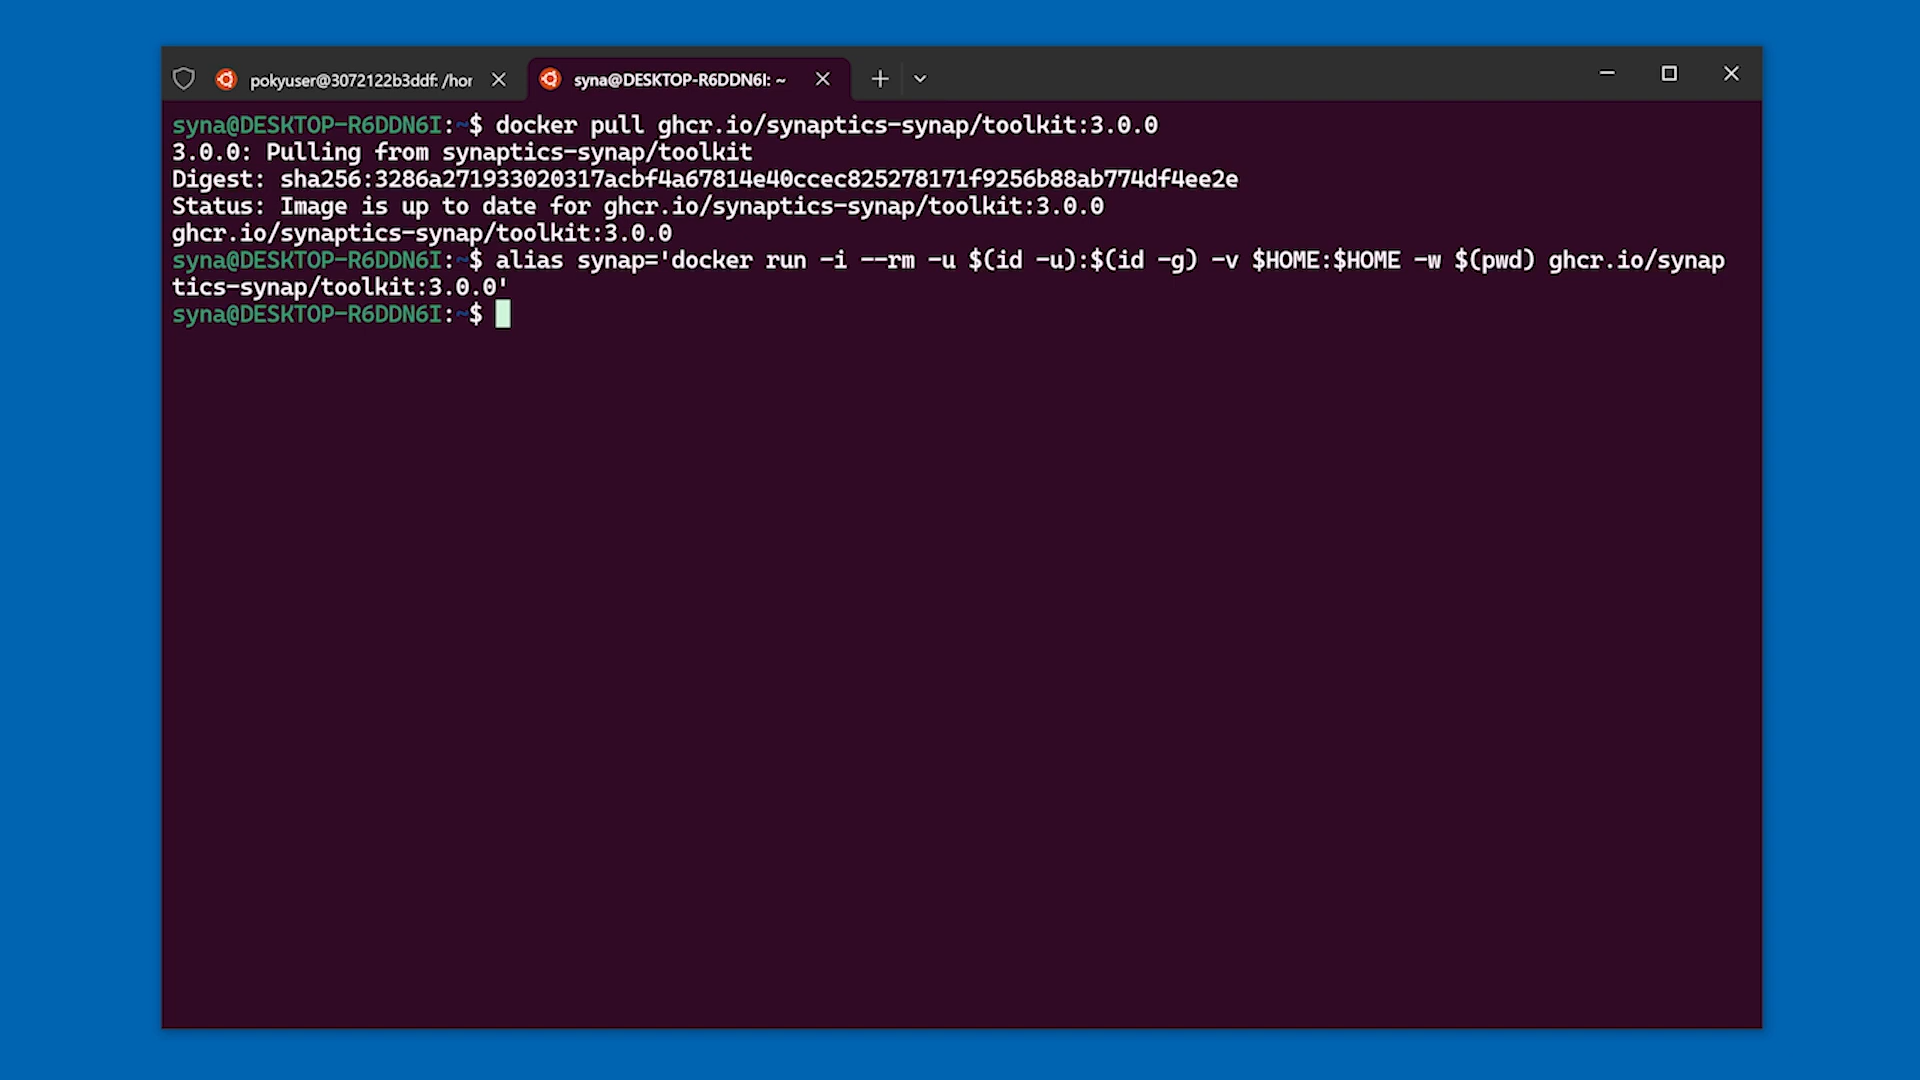 pokyuser@3072122b3ddf: /hor
syna@DESKTOP-R6DDN6I: ~
syna@DESKTOP-R6DDN6I:~$ docker pull ghcr.io/synaptics-synap/toolkit:3.0.0
3.0.0: Pulling from synaptics-synap/toolkit
Digest: sha256:3286a271933020317acbf4a67814e40ccec825278171f9256b88ab774df4ee2e
Status: Image is up to date for ghcr.io/synaptics-synap/toolkit:3.0.0
ghcr.io/synaptics-synap/toolkit:3.0.0
syna@DESKTOP-R6DDN6I:~$ alias synap='docker run -i --rm -u $(id -u):$(id -g) -v $HOME:$HOME -w $(pwd) ghcr.io/synap
tics-synap/toolkit:3.0.0'
syna@DESKTOP-R6DDN6I:~$